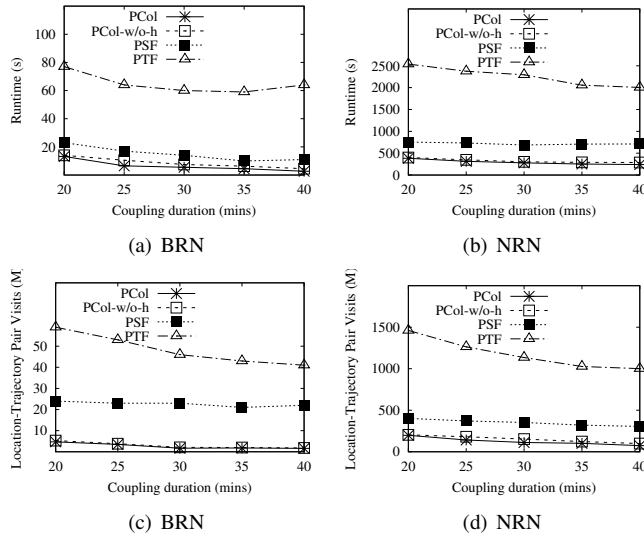 PCol
PCol-w/o-h
PSF
PTF
Runtime (s)
100
80
60
40
20
20 25 30 35 40
Coupling duration (mins)
(a) BRN
PCol
PCol-w/o-h
PSF
PTF
Runtime (s)
2500
2000
1500
1000
500
0
20 25 30 35 40
Coupling duration (mins)
(b) NRN
PCol
PCol-w/o-h
PSF
PTF
Location-Trajectory Pair Visits (M
50
40
30
20
10
20 25 30 35 40
Coupling duration (mins)
(c) BRN
PCol
PCol-w/o-h
PSF
PTF
Location-Trajectory Pair Visits (M
1500
1000
500
0
20 25 30 35 40
Coupling duration (mins)
(d) NRN